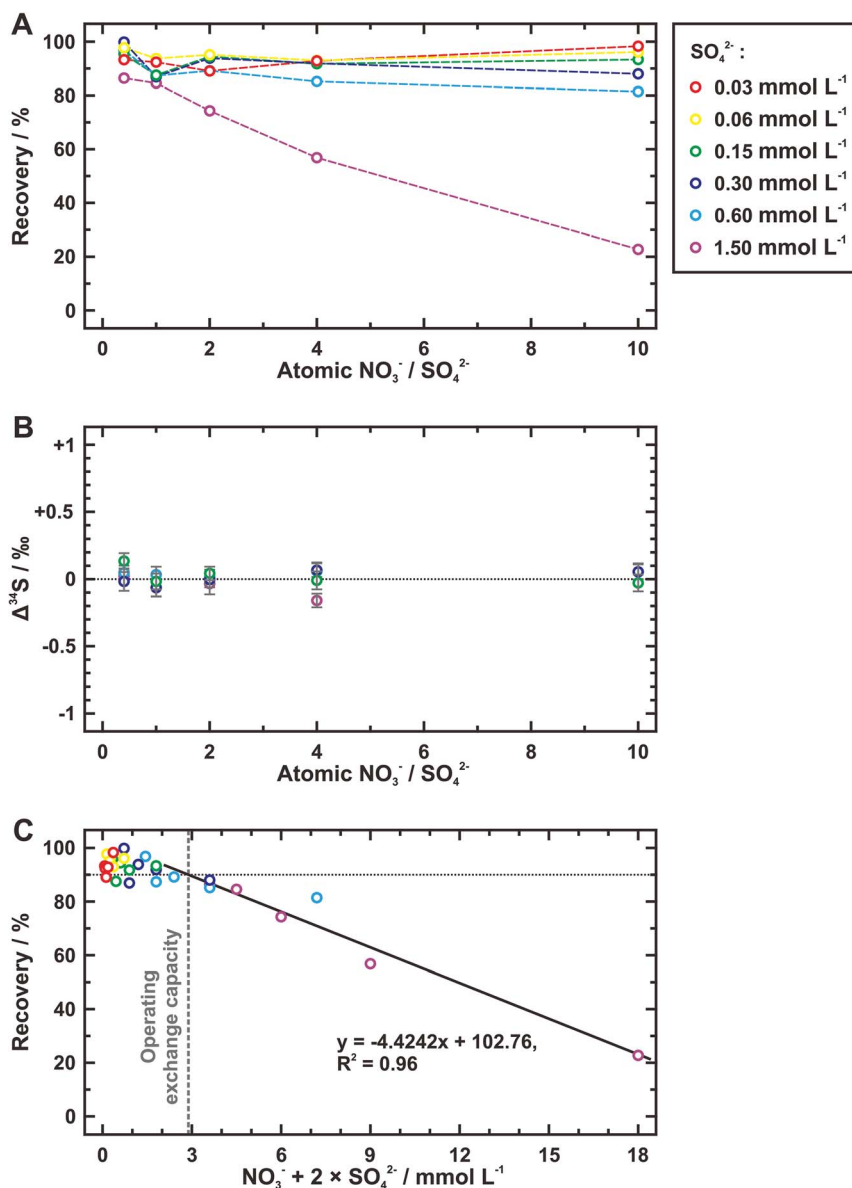 A
Recovery / %
100
80
60
40
20
0
0 2 4 6 8 10
Atomic NO₃⁻ / SO₄²⁻
SO₄²⁻ :
0.03 mmol L⁻¹
0.06 mmol L⁻¹
0.15 mmol L⁻¹
0.30 mmol L⁻¹
0.60 mmol L⁻¹
1.50 mmol L⁻¹
B
Δ³⁴S / ‰
+1
+0.5
0
-0.5
-1
0 2 4 6 8 10
Atomic NO₃⁻ / SO₄²⁻
C
Recovery / %
100
80
60
40
20
0
Operating
exchange capacity
y = -4.4242x + 102.76,
R² = 0.96
0 3 6 9 12 15 18
NO₃⁻ + 2 × SO₄²⁻ / mmol L⁻¹